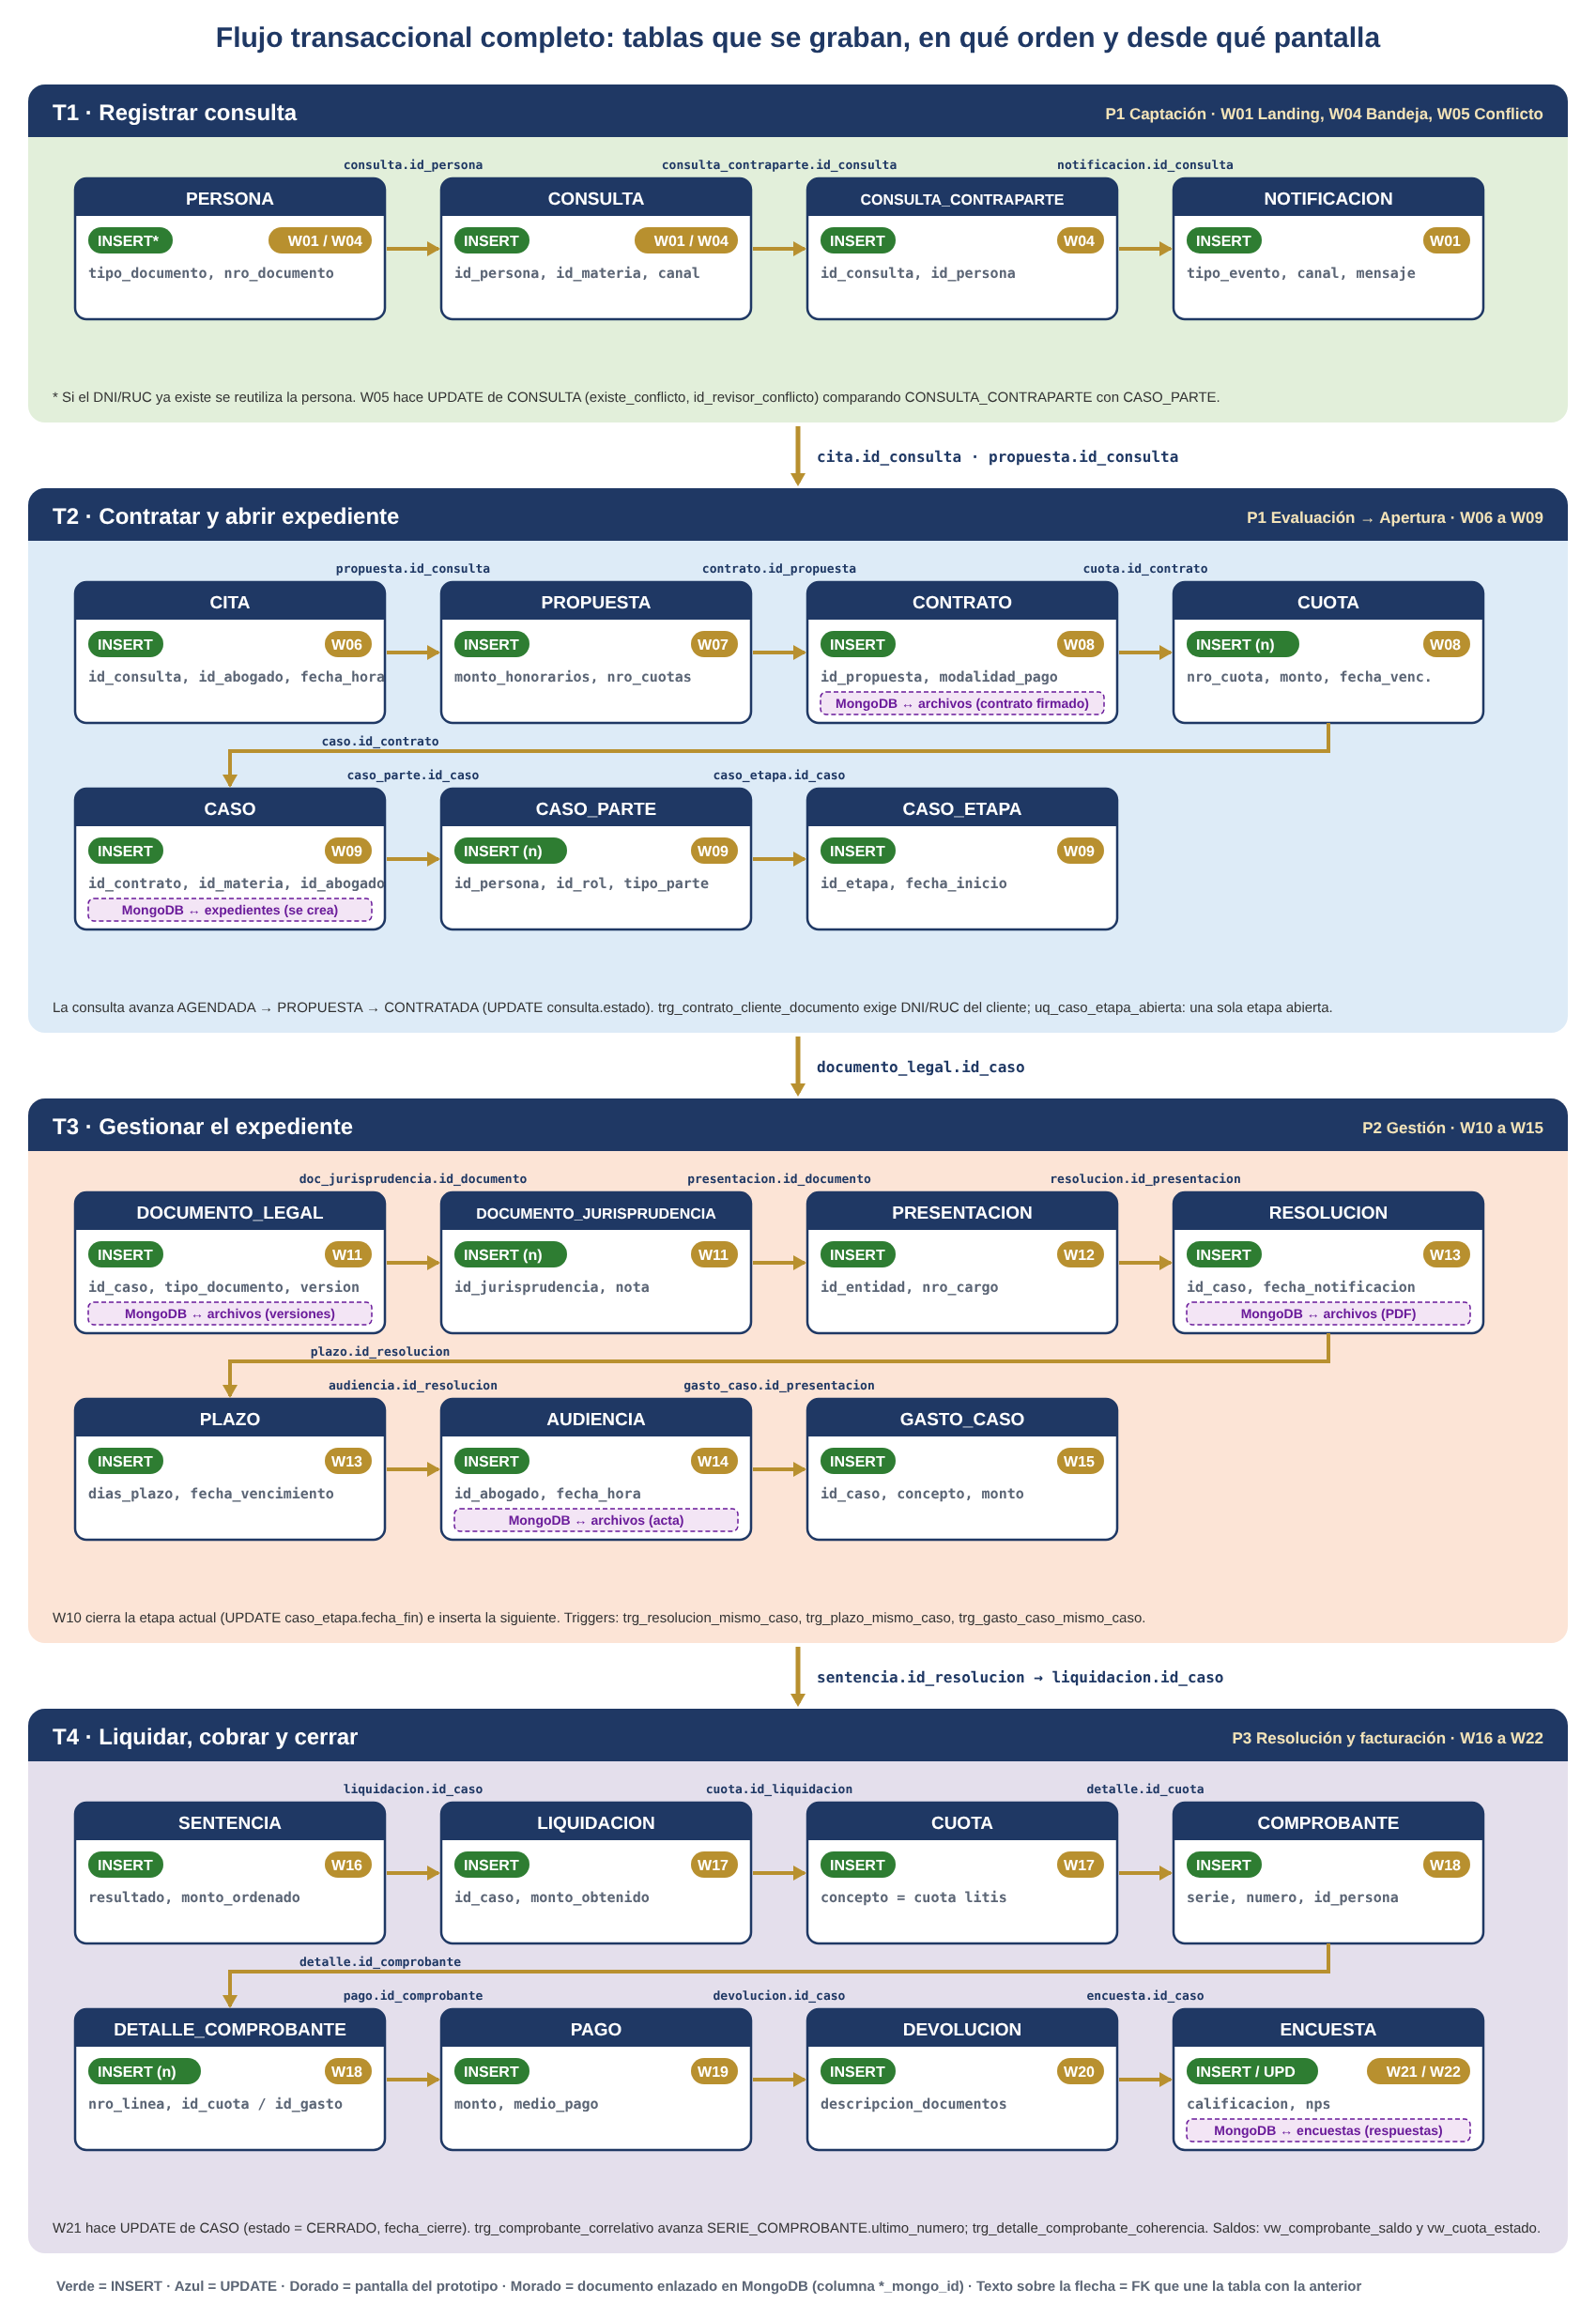 Flujo transaccional completo: tablas que se graban, en qué orden y desde qué pantalla
T1 · Registrar consulta
P1 Captación · W01 Landing, W04 Bandeja, W05 Conflicto
consulta.id_persona
consulta_contraparte.id_consulta
notificacion.id_consulta
PERSONA
CONSULTA
CONSULTA_CONTRAPARTE
NOTIFICACION
INSERT*
W01 / W04
INSERT
W01 / W04
INSERT
W04
INSERT
W01
tipo_documento, nro_documento
id_persona, id_materia, canal
id_consulta, id_persona
tipo_evento, canal, mensaje
* Si el DNI/RUC ya existe se reutiliza la persona. W05 hace UPDATE de CONSULTA (existe_conflicto, id_revisor_conflicto) comparando CONSULTA_CONTRAPARTE con CASO_PARTE.
cita.id_consulta · propuesta.id_consulta
T2 · Contratar y abrir expediente
P1 Evaluación → Apertura · W06 a W09
propuesta.id_consulta
contrato.id_propuesta
cuota.id_contrato
CITA
PROPUESTA
CONTRATO
CUOTA
INSERT
W06
INSERT
W07
INSERT
W08
INSERT (n)
W08
id_consulta, id_abogado, fecha_hora
monto_honorarios, nro_cuotas
id_propuesta, modalidad_pago
nro_cuota, monto, fecha_venc.
MongoDB ↔ archivos (contrato firmado)
caso.id_contrato
caso_parte.id_caso
caso_etapa.id_caso
CASO
CASO_PARTE
CASO_ETAPA
INSERT
W09
INSERT (n)
W09
INSERT
W09
id_contrato, id_materia, id_abogado
id_persona, id_rol, tipo_parte
id_etapa, fecha_inicio
MongoDB ↔ expedientes (se crea)
La consulta avanza AGENDADA → PROPUESTA → CONTRATADA (UPDATE consulta.estado). trg_contrato_cliente_documento exige DNI/RUC del cliente; uq_caso_etapa_abierta: una sola etapa abierta.
documento_legal.id_caso
T3 · Gestionar el expediente
P2 Gestión · W10 a W15
doc_jurisprudencia.id_documento
presentacion.id_documento
resolucion.id_presentacion
DOCUMENTO_LEGAL
DOCUMENTO_JURISPRUDENCIA
PRESENTACION
RESOLUCION
INSERT
W11
INSERT (n)
W11
INSERT
W12
INSERT
W13
id_caso, tipo_documento, version
id_jurisprudencia, nota
id_entidad, nro_cargo
id_caso, fecha_notificacion
MongoDB ↔ archivos (versiones)
MongoDB ↔ archivos (PDF)
plazo.id_resolucion
audiencia.id_resolucion
gasto_caso.id_presentacion
PLAZO
AUDIENCIA
GASTO_CASO
INSERT
W13
INSERT
W14
INSERT
W15
dias_plazo, fecha_vencimiento
id_abogado, fecha_hora
id_caso, concepto, monto
MongoDB ↔ archivos (acta)
W10 cierra la etapa actual (UPDATE caso_etapa.fecha_fin) e inserta la siguiente. Triggers: trg_resolucion_mismo_caso, trg_plazo_mismo_caso, trg_gasto_caso_mismo_caso.
sentencia.id_resolucion → liquidacion.id_caso
T4 · Liquidar, cobrar y cerrar
P3 Resolución y facturación · W16 a W22
liquidacion.id_caso
cuota.id_liquidacion
detalle.id_cuota
SENTENCIA
LIQUIDACION
CUOTA
COMPROBANTE
INSERT
W16
INSERT
W17
INSERT
W17
INSERT
W18
resultado, monto_ordenado
id_caso, monto_obtenido
concepto = cuota litis
serie, numero, id_persona
detalle.id_comprobante
pago.id_comprobante
devolucion.id_caso
encuesta.id_caso
DETALLE_COMPROBANTE
PAGO
DEVOLUCION
ENCUESTA
INSERT (n)
W18
INSERT
W19
INSERT
W20
INSERT / UPD
W21 / W22
nro_linea, id_cuota / id_gasto
monto, medio_pago
descripcion_documentos
calificacion, nps
MongoDB ↔ encuestas (respuestas)
W21 hace UPDATE de CASO (estado = CERRADO, fecha_cierre). trg_comprobante_correlativo avanza SERIE_COMPROBANTE.ultimo_numero; trg_detalle_comprobante_coherencia. Saldos: vw_comprobante_saldo y vw_cuota_estado.
Verde = INSERT · Azul = UPDATE · Dorado = pantalla del prototipo · Morado = documento enlazado en MongoDB (columna *_mongo_id) · Texto sobre la flecha = FK que une la tabla con la anterior